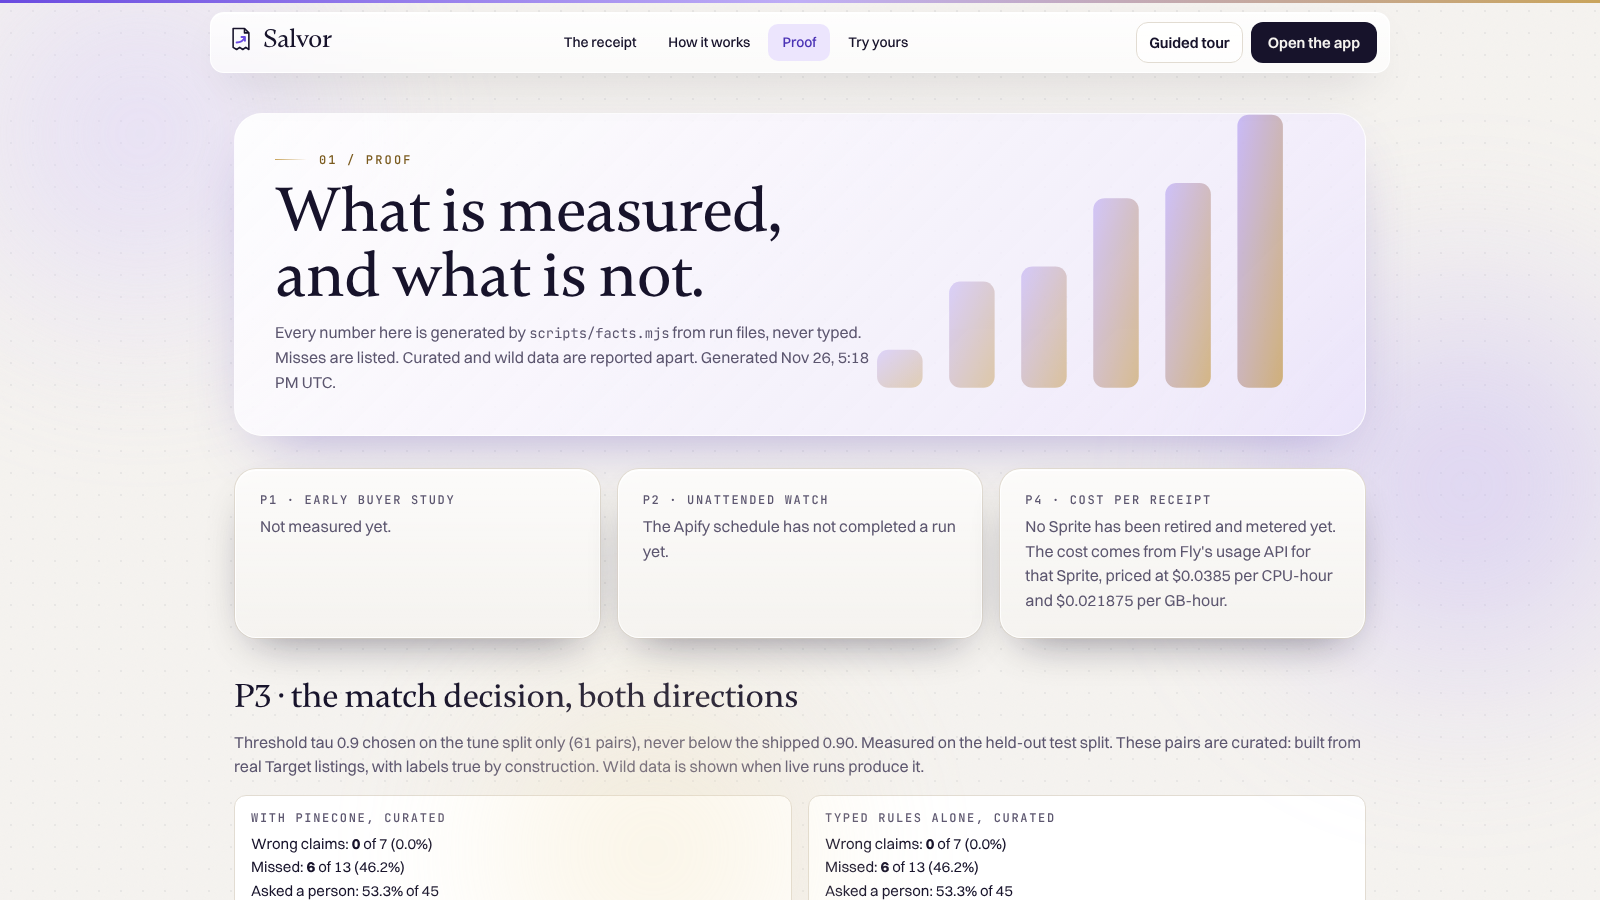 Salvor
The receipt
How it works
Proof
Try yours
Guided tour
Open the app
01 / PROOF
What is measured,
and what is not.
Every number here is generated by scripts/facts.mjs from run files, never typed.
Misses are listed. Curated and wild data are reported apart. Generated Nov 26, 5:18
PM UTC.
P1 · EARLY BUYER STUDY
Not measured yet.
P2 · UNATTENDED WATCH
The Apify schedule has not completed a run
yet.
P4 · COST PER RECEIPT
No Sprite has been retired and metered yet.
The cost comes from Fly's usage API for
that Sprite, priced at $0.0385 per CPU-hour
and $0.021875 per GB-hour.
P3 · the match decision, both directions
Threshold tau 0.9 chosen on the tune split only (61 pairs), never below the shipped 0.90. Measured on the held-out test split. These pairs are curated: built from
real Target listings, with labels true by construction. Wild data is shown when live runs produce it.
WITH PINECONE, CURATED
Wrong claims: 0 of 7 (0.0%)
Missed: 6 of 13 (46.2%)
Asked a person: 53.3% of 45
TYPED RULES ALONE, CURATED
Wrong claims: 0 of 7 (0.0%)
Missed: 6 of 13 (46.2%)
Asked a person: 53.3% of 45